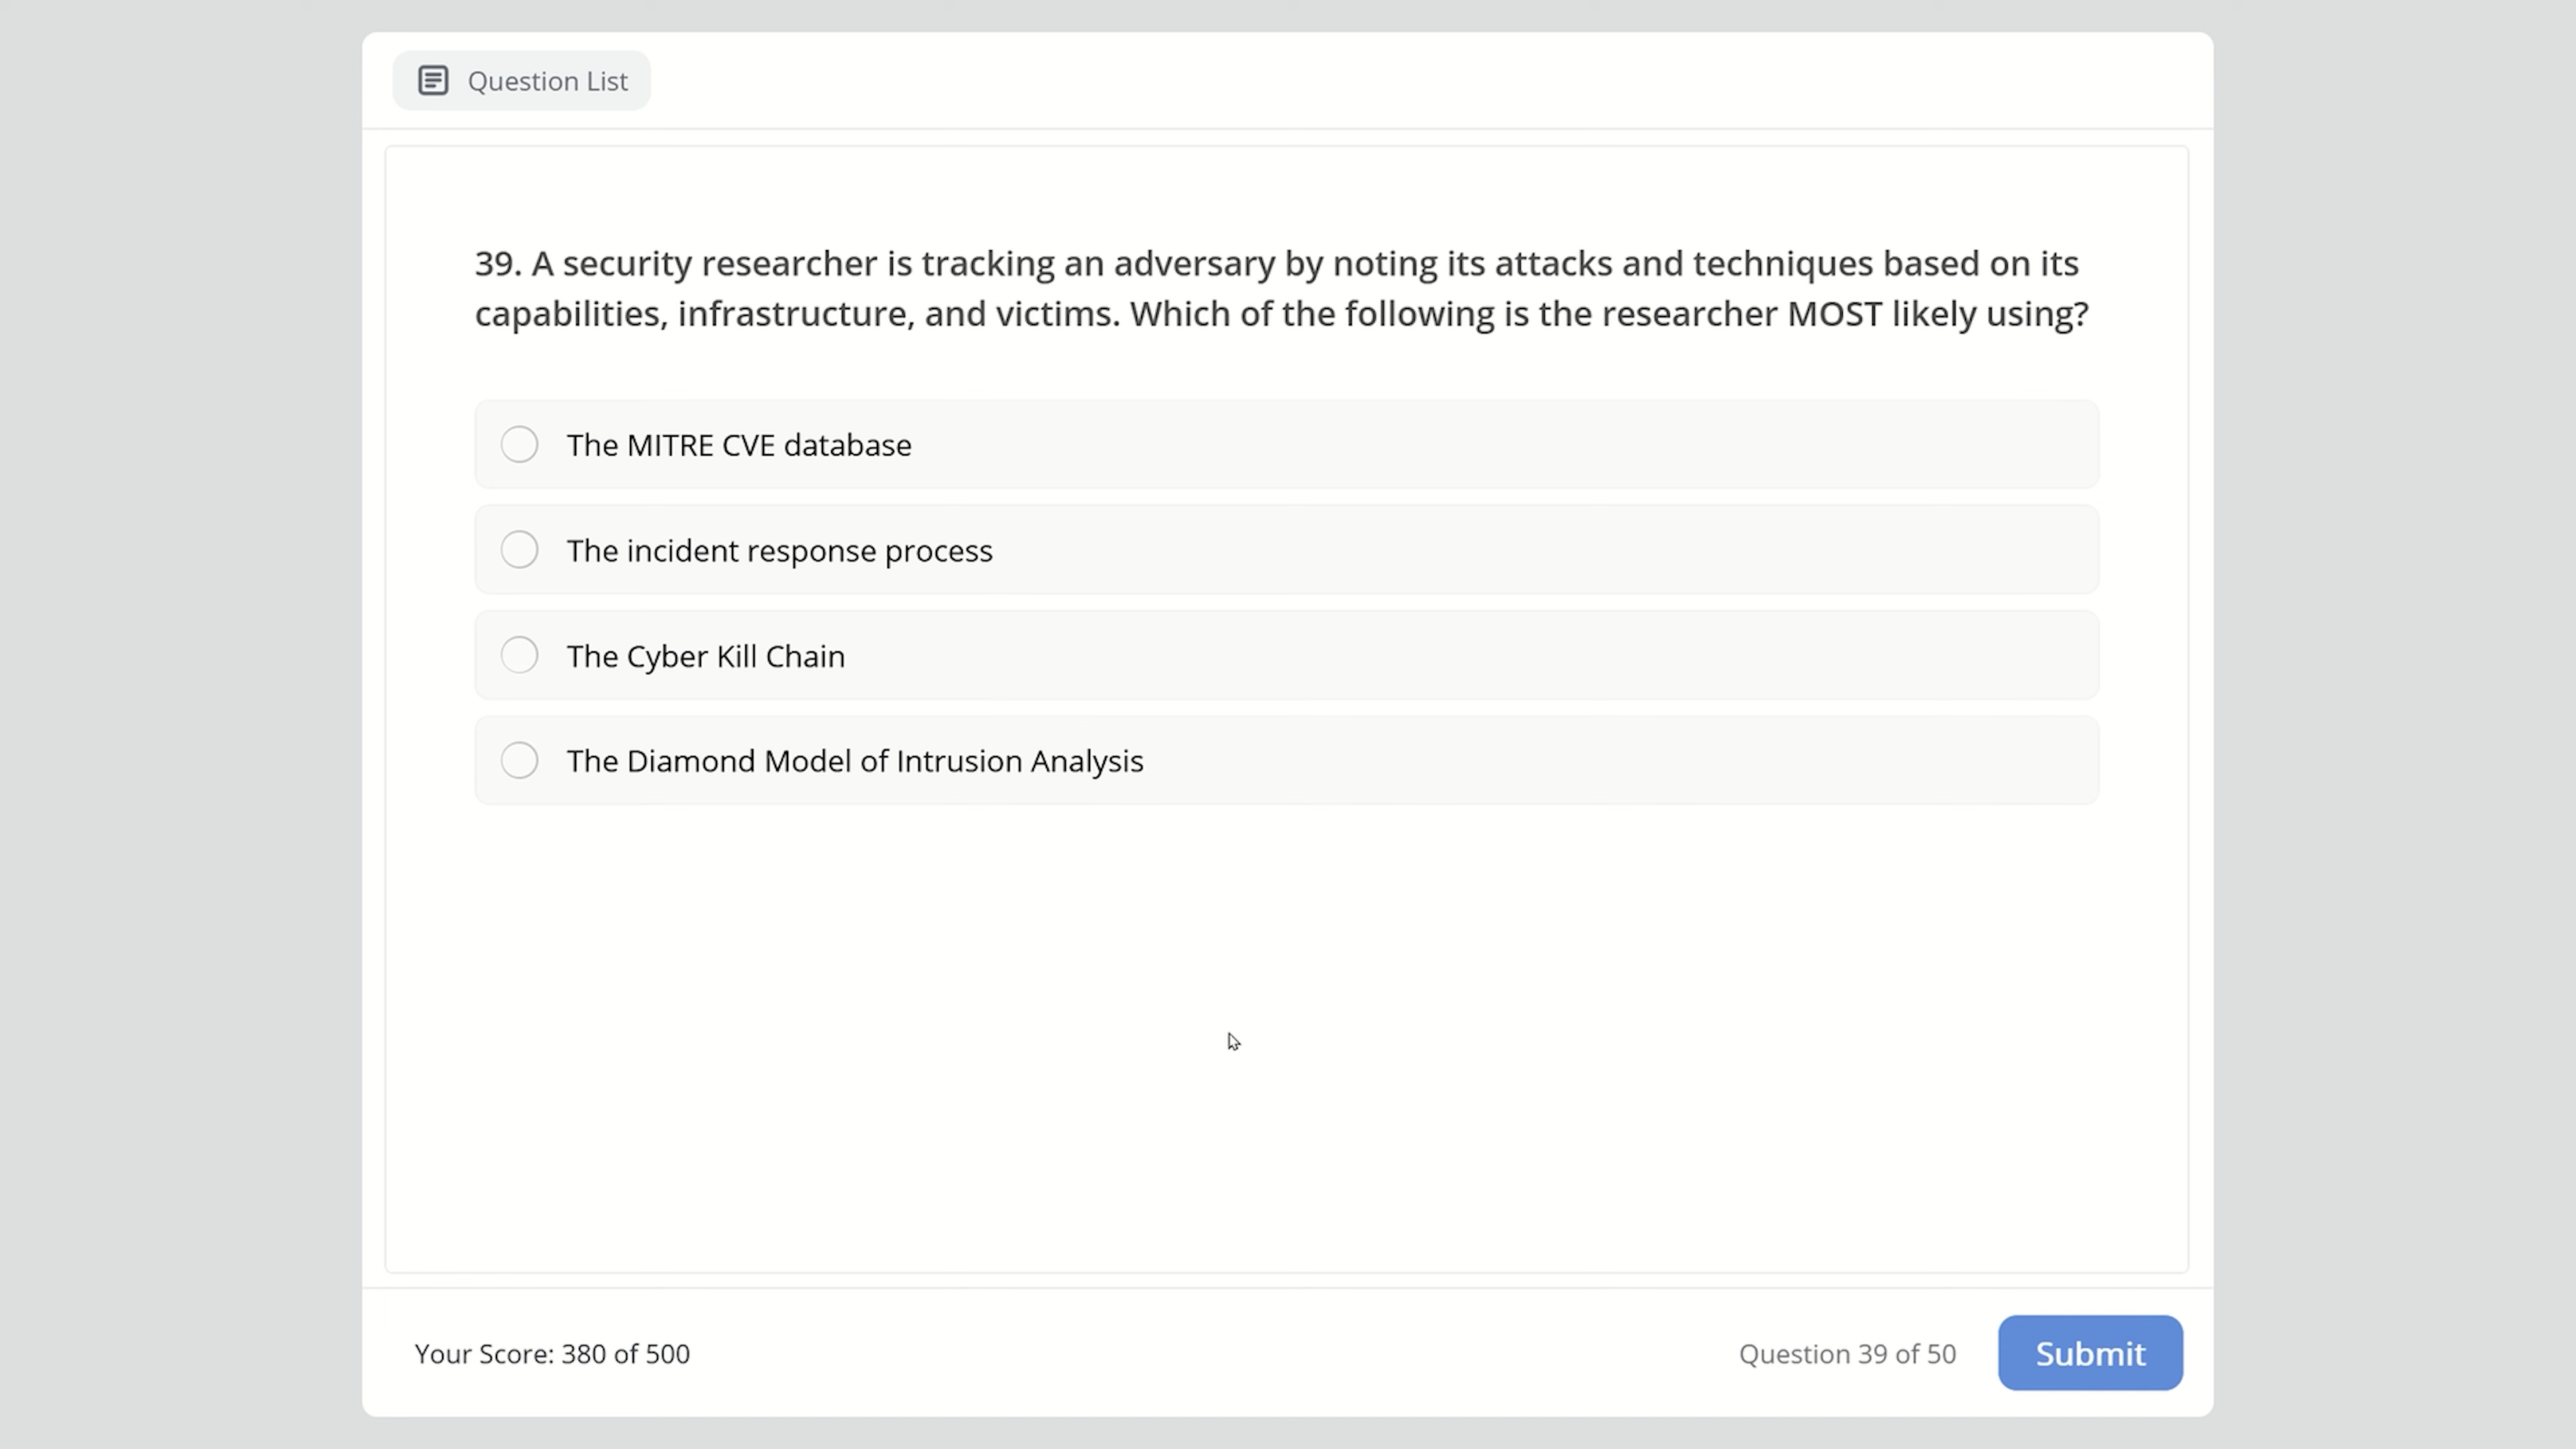 Question List
39. A security researcher is tracking an adversary by noting its attacks and techniques based on its
capabilities, infrastructure, and victims. Which of the following is the researcher MOST likely using?
The MITRE CVE database
The incident response process
The Cyber Kill Chain
The Diamond Model of Intrusion Analysis
Your Score: 380 of 500
Question 39 of 50
Submit